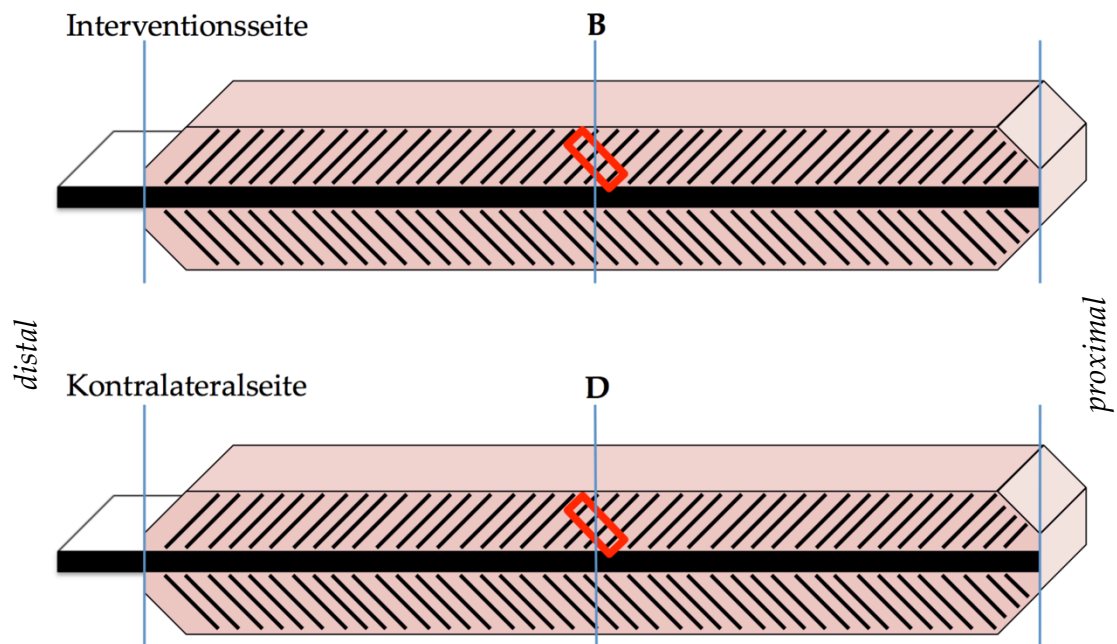 Interventionsseite
B
distal
proximal
Kontralateralseite
D